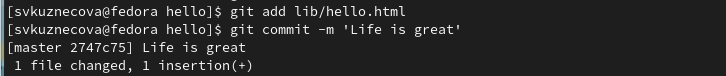 [svkuznecova@fedora hello]$ git add lib/hello.html
[svkuznecova@fedora hello]$ git commit -m 'Life is great'
[master 2747c75] Life is great
 1 file changed, 1 insertion(+)